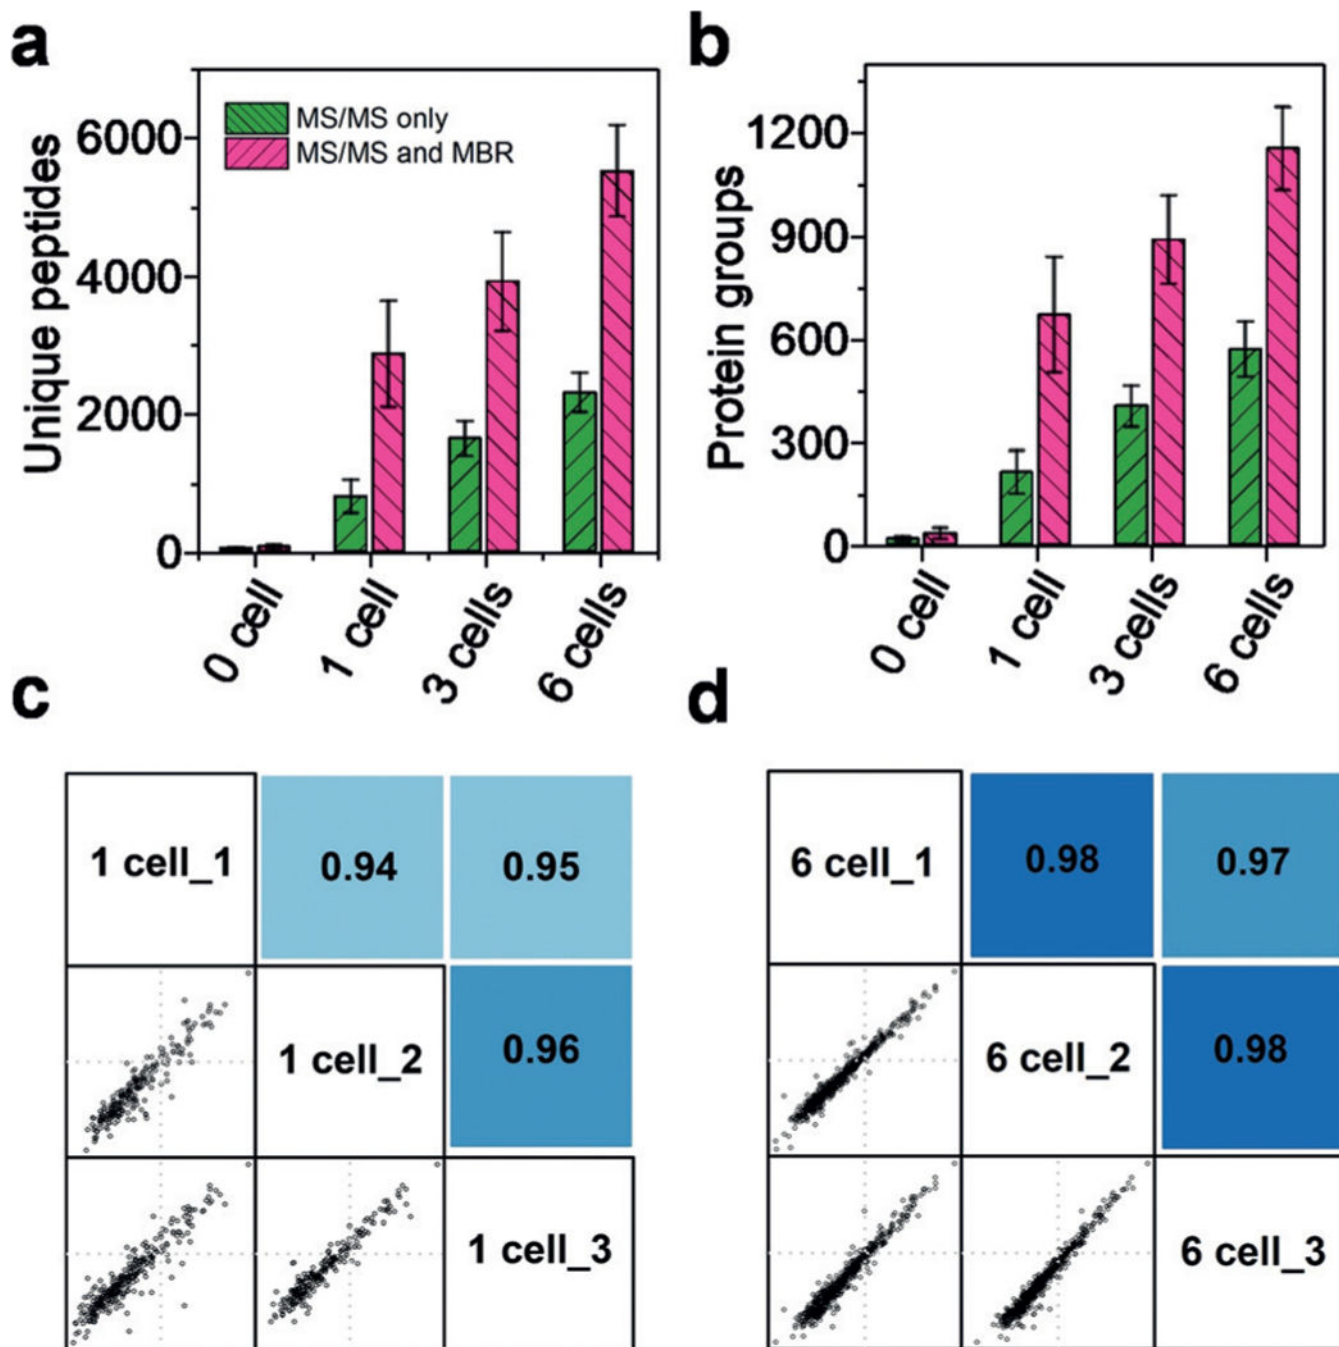 a
Unique peptides
6000
4000
2000
0
MS/MS only
MS/MS and MBR
0 cell
1 cell
3 cells
6 cells
b
Protein groups
1200
900
600
300
0
0 cell
1 cell
3 cells
6 cells
c
1 cell_1
0.94
0.95
1 cell_2
0.96
1 cell_3
d
6 cell_1
0.98
0.97
6 cell_2
0.98
6 cell_3